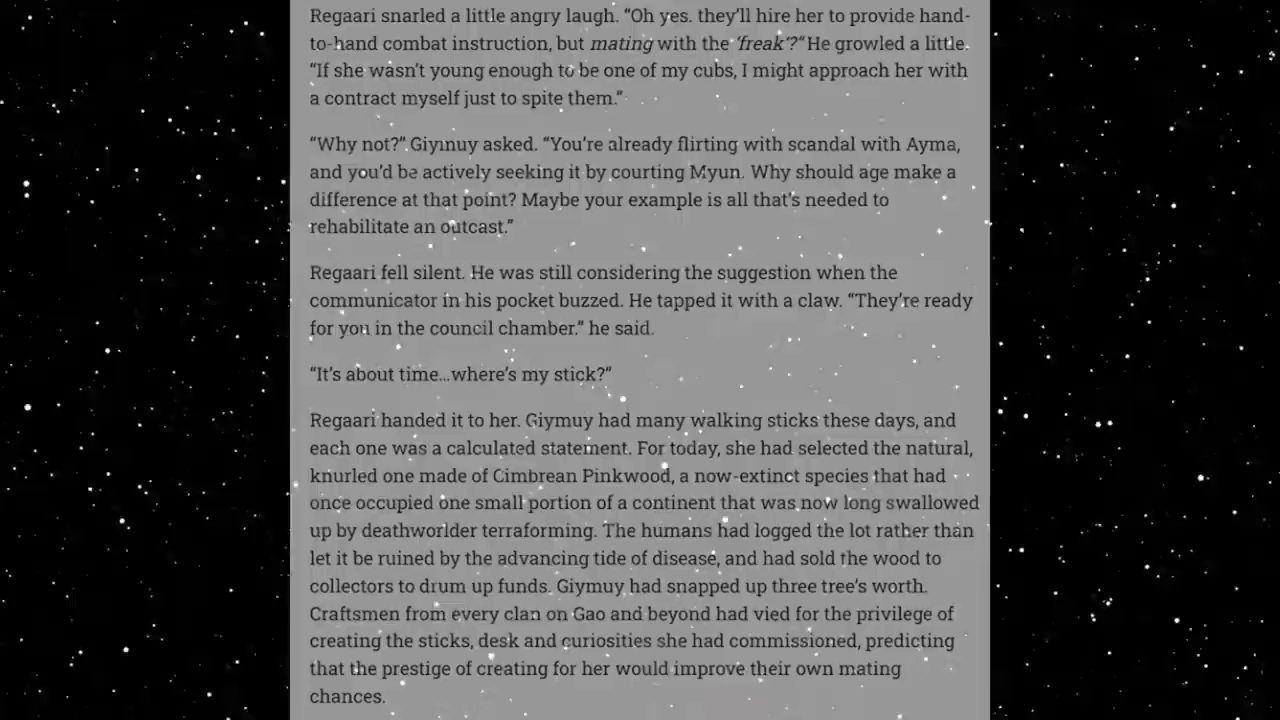 Regaari snarled a little angry laugh. “Oh yes. they’ll hire her to provide hand-
to-hand combat instruction, but mating with the ‘freak’?“ He growled a little.
“If she wasn’t young enough to be one of my cubs, I might approach her with
a contract myself just to spite them.”
“Why not?” Giymuy asked. “You’re already flirting with scandal with Ayma,
and you’d be actively seeking it by courting Myun. Why should age make a
difference at that point? Maybe your example is all that’s needed to
rehabilitate an outcast.”
Regaari fell silent. He was still considering the suggestion when the
communicator in his pocket buzzed. He tapped it with a claw. “They’re ready
for you in the council chamber.” he said.
“It’s about time…where’s my stick?“
Regaari handed it to her. Giymuy had many walking sticks these days, and
each one was a calculated statement. For today, she had selected the natural,
knurled one made of Cimbrean Pinkwood, a now-extinct species that had
once occupied one small portion of a continent that was now long swallowed
up by deathworlder terraforming. The humans had logged the lot rather than
let it be ruined by the advancing tide of disease, and had sold the wood to
collectors to drum up funds. Giymuy had snapped up three tree’s worth.
Craftsmen from every clan on Gao and beyond had vied for the privilege of
creating the sticks, desk and curiosities she had commissioned, predicting
that the prestige of creating for her would improve their own mating
chances.